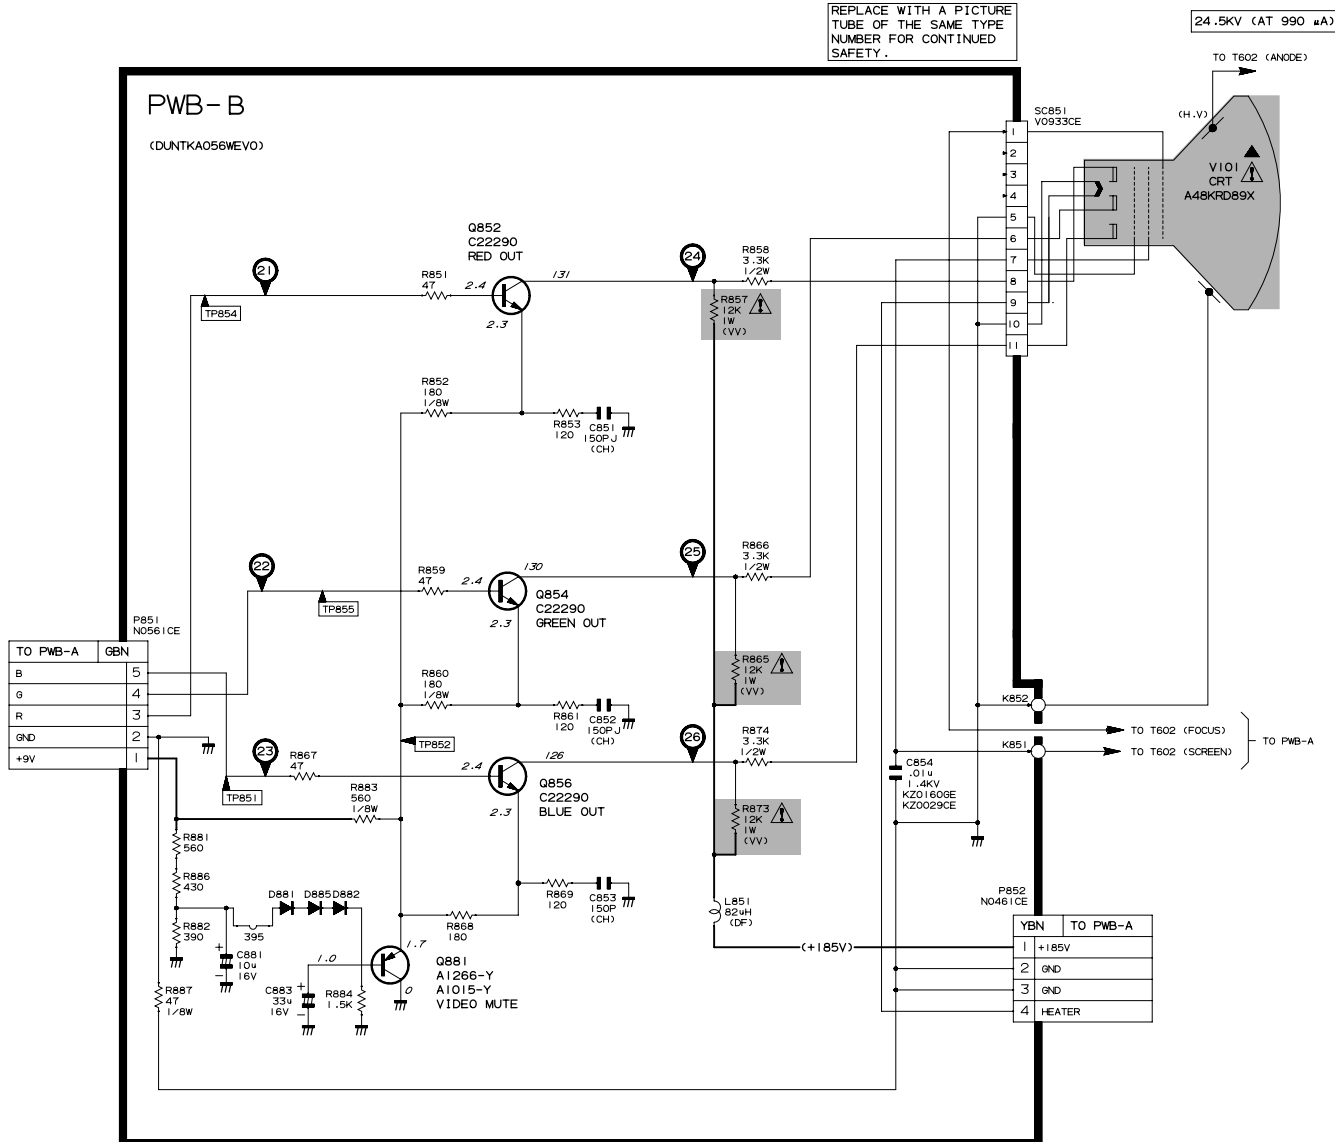 REPLACE WITH A PICTURE
TUBE OF THE SAME TYPE
NUMBER FOR CONTINUED
SAFETY.
24.5KV (AT 990 uA)
TO T602 (ANODE)
PWB-B
(DUNTKA056WEV0)
SC851
V0933CE
(H.V)
V101
CRT
A48KRD89X
1
2
3
4
5
6
7
8
9
10
11
Q852
C22290
RED OUT
21
R851
47
2.4
131
2.3
24
R858
3.3K
1/2W
TP854
R857
12K
1W
(VV)
R852
180
1/8W
R853
120
C851
150PJ
(CH)
22
R859
47
2.4
130
2.3
Q854
C22290
GREEN OUT
25
R866
3.3K
1/2W
TP855
P851
N0561CE
TO PWB-A GBN
B 5
G 4
R 3
GND 2
+9V 1
R865
12K
1W
(VV)
R860
180
1/8W
R861
120
C852
150PJ
(CH)
K852
TO T602 (FOCUS)
K851
TO T602 (SCREEN)
TO PWB-A
TP852
23
R867
47
2.4
126
2.3
Q856
C22290
BLUE OUT
26
R874
3.3K
1/2W
TP851
R883
560
1/8W
C854
.01u
1.4KV
KZ0160GE
KZ0029CE
R873
12K
1W
(VV)
R881
560
R886
430
R882
390
D881
D885
D882
395
C881
10u
16V
+
-
R869
120
C853
150P
(CH)
R868
180
L851
82uH
(DF)
(+185V)
P852
N0461CE
YBN TO PWB-A
1 +185V
2 GND
3 GND
4 HEATER
1.7
1.0
0
Q881
A1266-Y
A1015-Y
VIDEO MUTE
R887
47
1/8W
C883
33u
16V
+
-
R884
1.5K